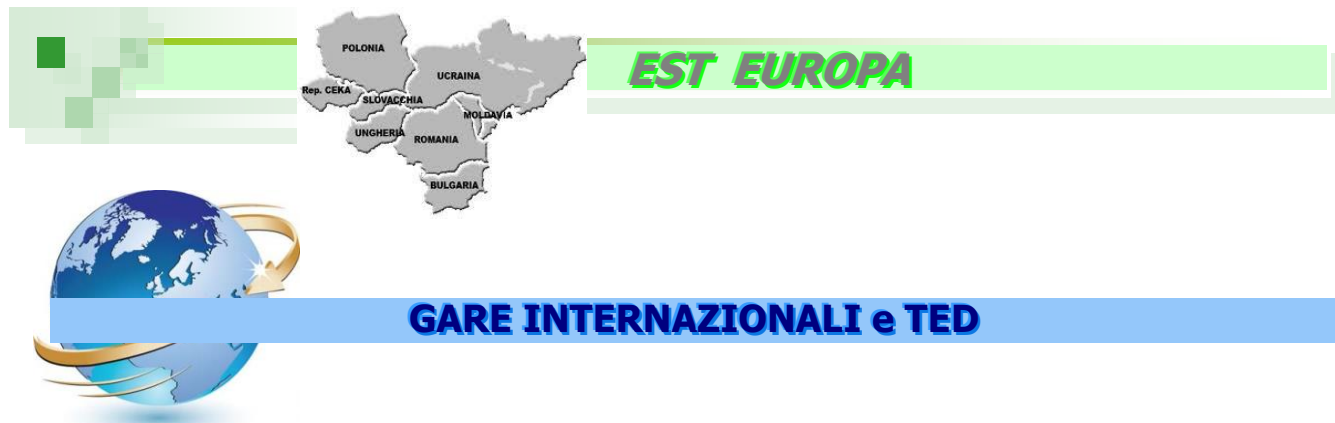 EST EUROPA
POLONIA
UCRAINA
Rep. CEKA
SLOVACCHIA
MOLDAVIA
UNGHERIA
ROMANIA
BULGARIA
GARE INTERNAZIONALI e TED